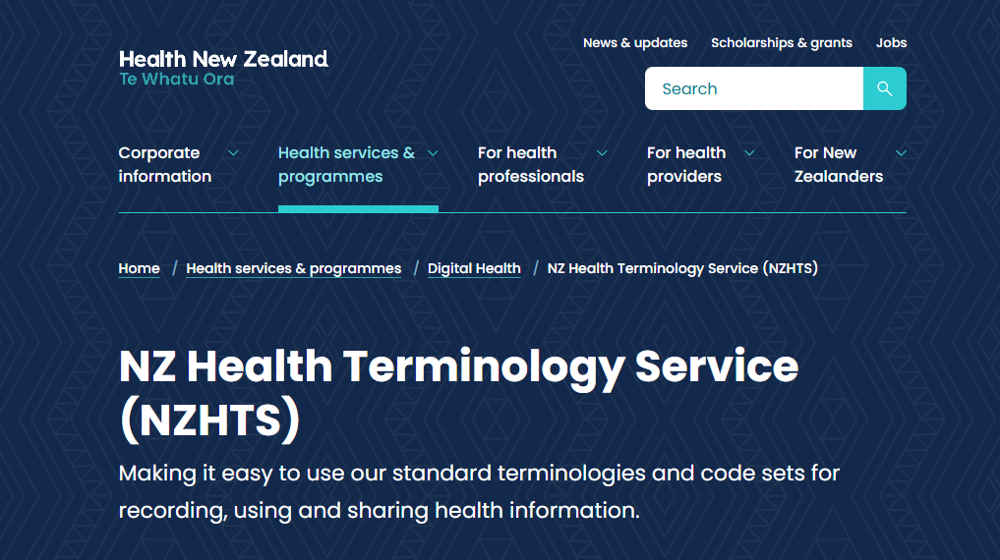 Health New Zealand
Te Whatu Ora
News & updates
Scholarships & grants
Jobs
Search
Corporate
information
Health services &
programmes
For health
professionals
For health
providers
For New
Zealanders
Home / Health services & programmes / Digital Health / NZ Health Terminology Service (NZHTS)
NZ Health Terminology Service
(NZHTS)
Making it easy to use our standard terminologies and code sets for
recording, using and sharing health information.